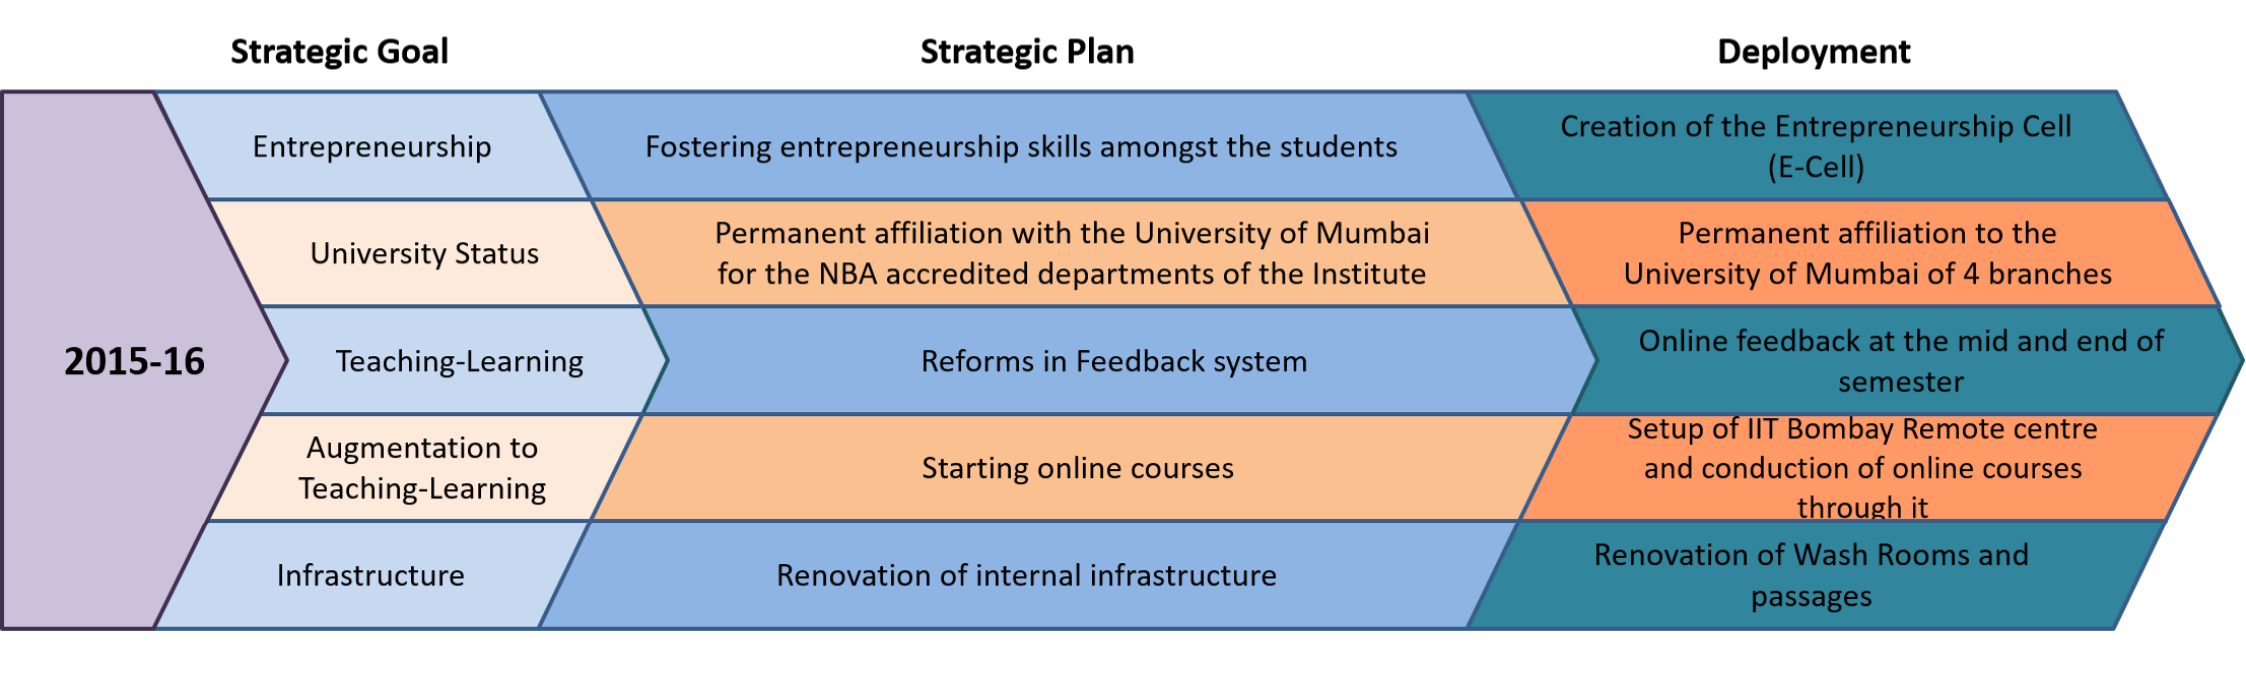 Strategic Goal
Strategic Plan
Deployment
2015-16
Entrepreneurship
Fostering entrepreneurship skills amongst the students
Creation of the Entrepreneurship Cell
(E-Cell)
University Status
Permanent affiliation with the University of Mumbai
for the NBA accredited departments of the Institute
Permanent affiliation to the
University of Mumbai of 4 branches
Teaching-Learning
Reforms in Feedback system
Online feedback at the mid and end of
semester
Augmentation to
Teaching-Learning
Starting online courses
Setup of IIT Bombay Remote centre
and conduction of online courses
through it
Infrastructure
Renovation of internal infrastructure
Renovation of Wash Rooms and
passages